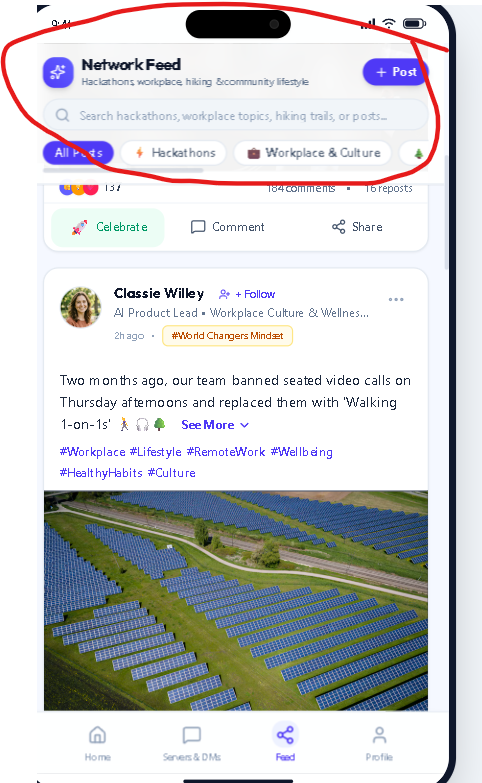 9:41
Network Feed
Hackathons, workplace, hiking & community lifestyle
+ Post
Search hackathons, workplace topics, hiking trails, or posts...
All Posts
Hackathons
Workplace & Culture
137
184 comments • 16 reposts
Celebrate
Comment
Share
Classie Willey + Follow
AI Product Lead • Workplace Culture & Wellnes...
2h ago • #World Changers Mindset
Two months ago, our team banned seated video calls on
Thursday afternoons and replaced them with 'Walking
1-on-1s' 🚶 🎧 🌳 See More
#Workplace #Lifestyle #RemoteWork #Wellbeing
#HealthyHabits #Culture
Home
Servers & DMs
Feed
Profile